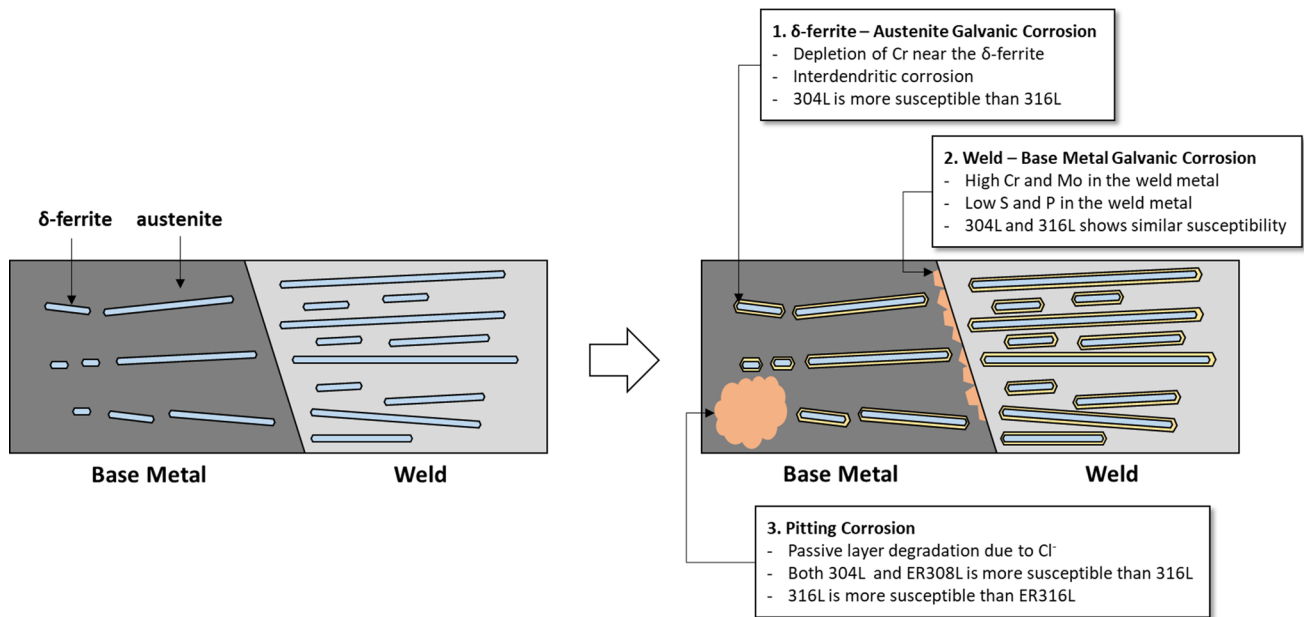 δ-ferrite
austenite
Base Metal
Weld
1. δ-ferrite – Austenite Galvanic Corrosion
- Depletion of Cr near the δ-ferrite
- Interdendritic corrosion
- 304L is more susceptible than 316L
2. Weld – Base Metal Galvanic Corrosion
- High Cr and Mo in the weld metal
- Low S and P in the weld metal
- 304L and 316L shows similar susceptibility
Base Metal
Weld
3. Pitting Corrosion
- Passive layer degradation due to Cl⁻
- Both 304L and ER308L is more susceptible than 316L
- 316L is more susceptible than ER316L